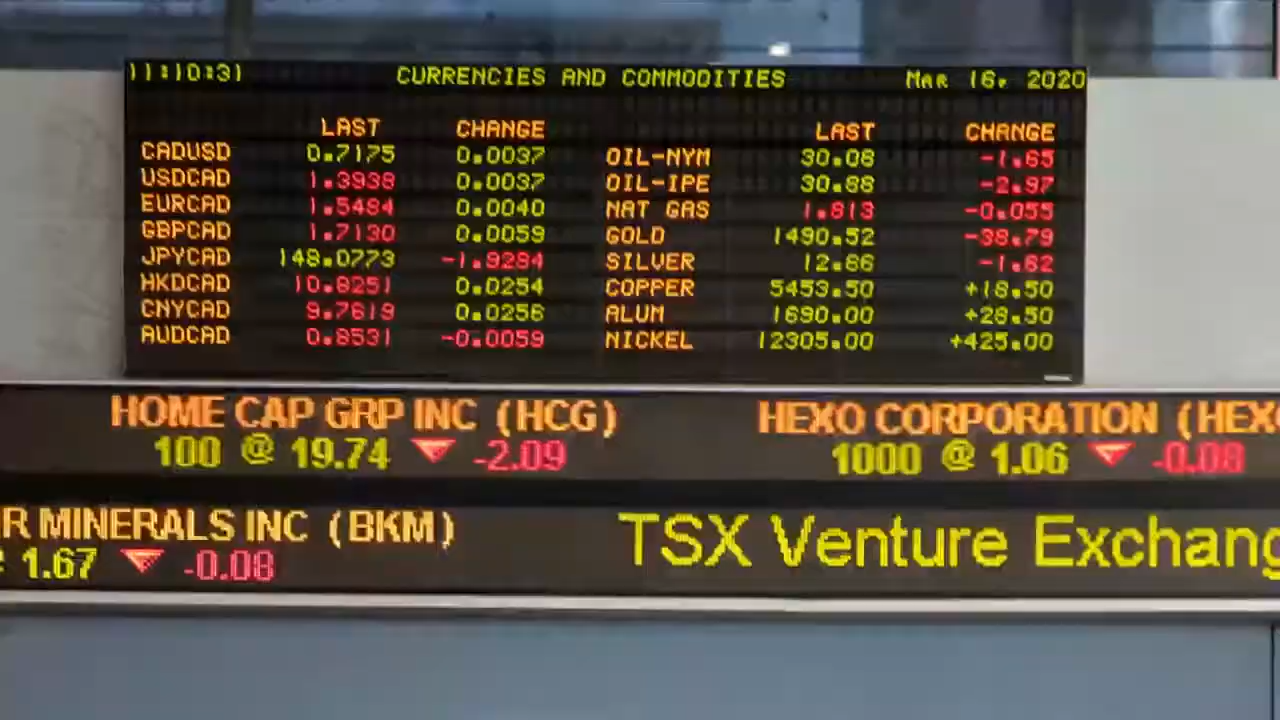 11:10:31 CURRENCIES AND COMMODITIES Mar 16, 2020
LAST CHANGE LAST CHANGE
CADUSD 0.7175 0.0037 OIL-NYM 30.08 -1.65
USDCAD 1.3938 0.0037 OIL-IPE 30.88 -2.97
EURCAD 1.5484 0.0040 NAT GAS 1.813 -0.055
GBPCAD 1.7130 0.0059 GOLD 1490.52 -38.79
JPYCAD 148.0773 -1.9284 SILVER 12.86 -1.82
HKDCAD 10.8251 0.0254 COPPER 5453.50 +18.50
CNYCAD 9.7619 0.0256 ALUM 1690.00 +28.50
AUDCAD 0.8531 -0.0059 NICKEL 12305.00 +425.00
HOME CAP GRP INC (HCG) HEXO CORPORATION (HEXO
100 @ 19.74 ▼ -2.09 1000 @ 1.06 ▼ -0.08
R MINERALS INC (BKM) TSX Venture Exchang
1.67 ▼ -0.08